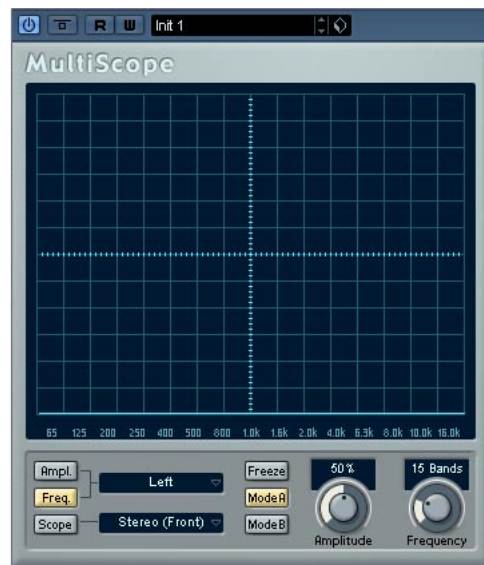 R W Init 1
MultiScope
65 125 200 250 400 500 800 1.0k 1.6k 2.0k 4.0k 6.3k 8.0k 10.0k 16.0k
Ampl. Left Freeze 50% 15 Bands
Freq. Mode A
Scope Stereo (Front) Mode B
Amplitude Frequency